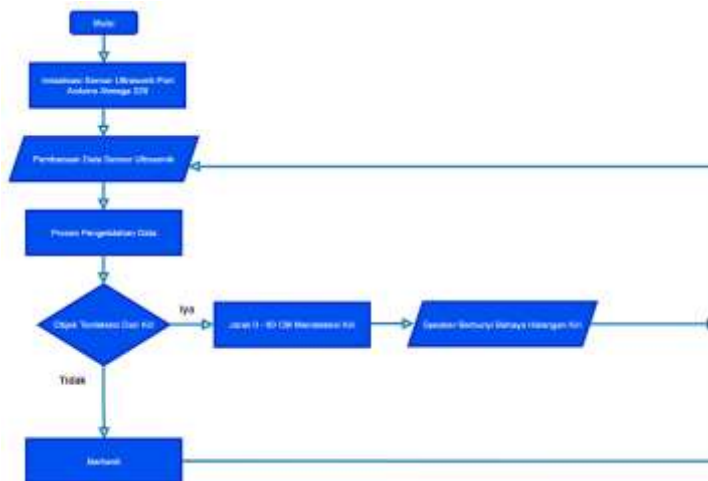 Mulai
Inisialisasi Sensor Ultrasonik Port
Arduino Atmega 328
Pembacaan Data Sensor Ultrasonik
Proses Pengolahan Data
Objek Terdeteksi Dari Kiri
Iya
Jarak 0 - 60 CM Mendeteksi Kiri
Speaker Berbunyi Bahaya Halangan Kiri
Tidak
Berhenti